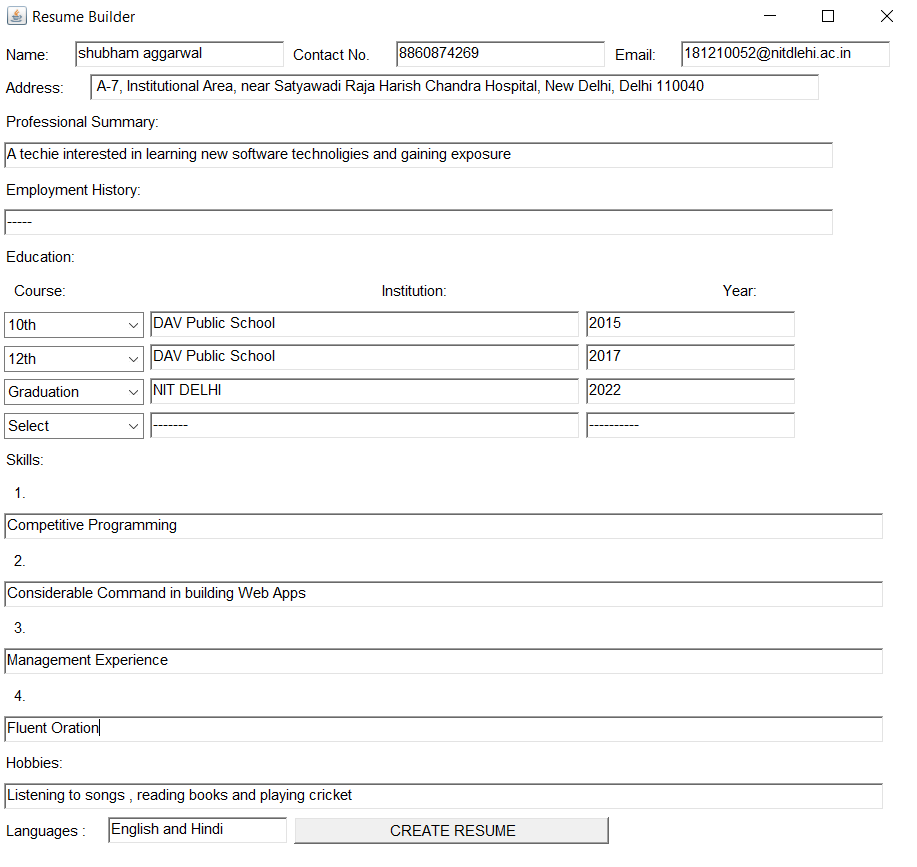 Resume Builder
Name: shubham aggarwal Contact No. 8860874269 Email: 181210052@nitdlehi.ac.in
Address: A-7, Institutional Area, near Satyawadi Raja Harish Chandra Hospital, New Delhi, Delhi 110040
Professional Summary:
A techie interested in learning new software technoligies and gaining exposure
Employment History:
-----
Education:
Course: Institution: Year:
10th DAV Public School 2015
12th DAV Public School 2017
Graduation NIT DELHI 2022
Select ------- ----------
Skills:
1.
Competitive Programming
2.
Considerable Command in building Web Apps
3.
Management Experience
4.
Fluent Oration
Hobbies:
Listening to songs , reading books and playing cricket
Languages : English and Hindi CREATE RESUME